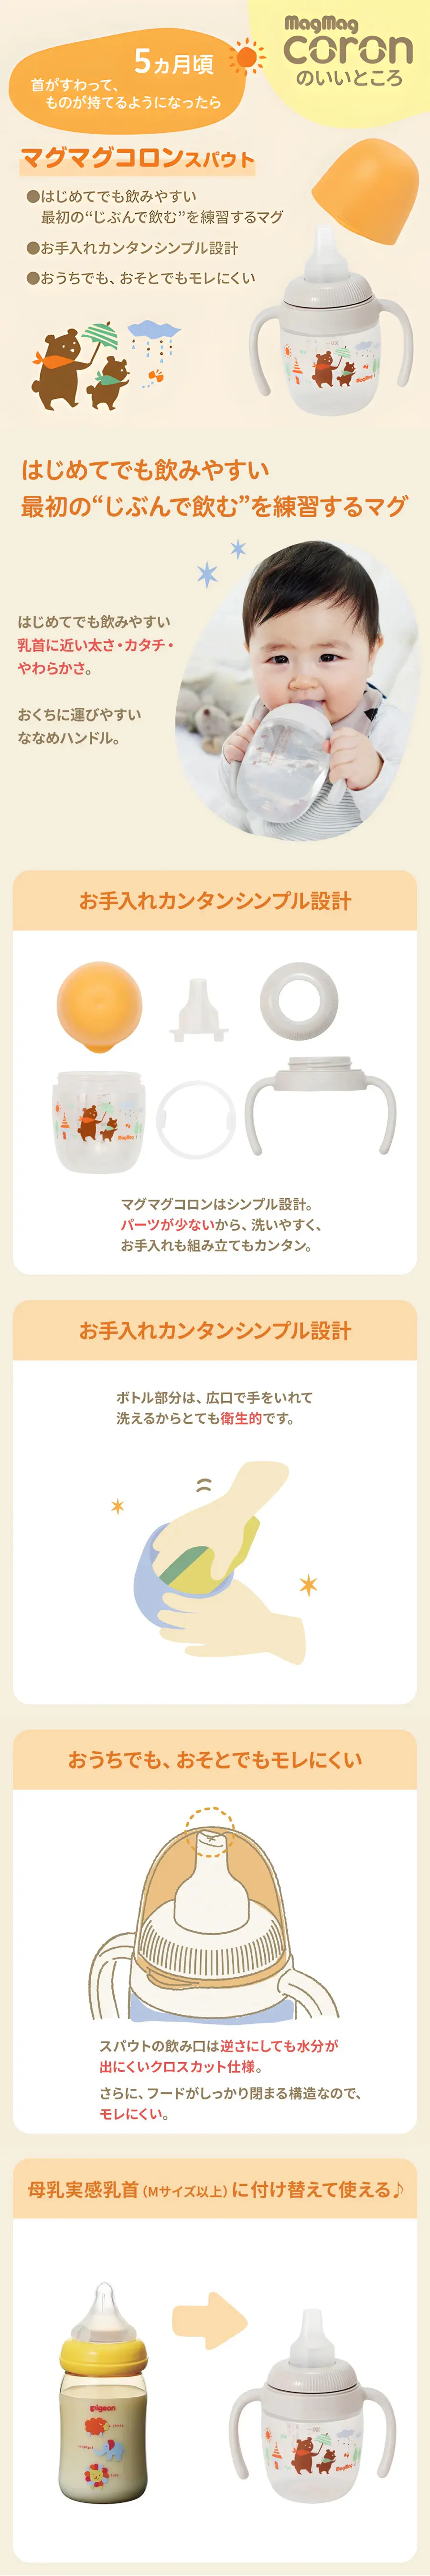 MagMag
coron
のいいところ
5ヵ月頃
首がすわって、
ものが持てるようになったら
マグマグコロンスパウト
●はじめてでも飲みやすい
最初の“じぶんで飲む”を練習するマグ
●お手入れカンタンシンプル設計
●おうちでも、おそとでもモレにくい
MagMag
はじめてでも飲みやすい
最初の“じぶんで飲む”を練習するマグ
はじめてでも飲みやすい
乳首に近い太さ・カタチ・
やわらかさ。
おくちに運びやすい
ななめハンドル。
お手入れカンタンシンプル設計
MagMag
マグマグコロンはシンプル設計。
パーツが少ないから、洗いやすく、
お手入れも組み立てもカンタン。
お手入れカンタンシンプル設計
ボトル部分は、広口で手をいれて
洗えるからとても衛生的です。
おうちでも、おそとでもモレにくい
スパウトの飲み口は逆さにしても水分が
出にくいクロスカット仕様。
さらに、フードがしっかり閉まる構造なので、
モレにくい。
母乳実感乳首（Mサイズ以上）に付け替えて使える♪
Pigeon
MagMag